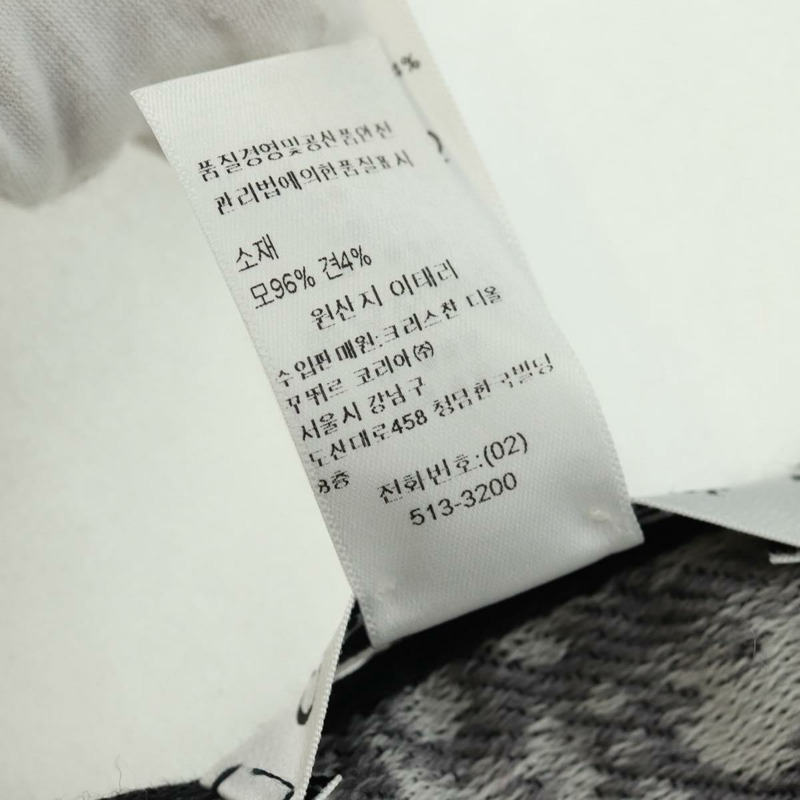 품질경영및공산품안전
관리법에의한품질표시
소재
모96% 견4%
원산지 이태리
수입판매원:크리스챤 디올
꾸뛰르 코리아㈜
서울시 강남구
도산대로458 청담한국빌딩
8층
전화번호:(02)
513-3200